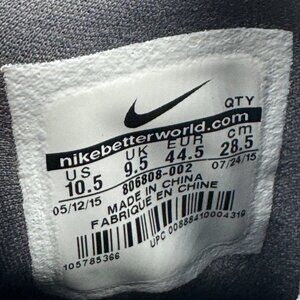 QTY
nikebetterworld.com
US UK EUR cm
10.5 9.5 44.5 28.5
05/12/15 806808-002 07/24/15
MADE IN CHINA
FABRIQUE EN CHINE
UPC 00688410004319
105785366